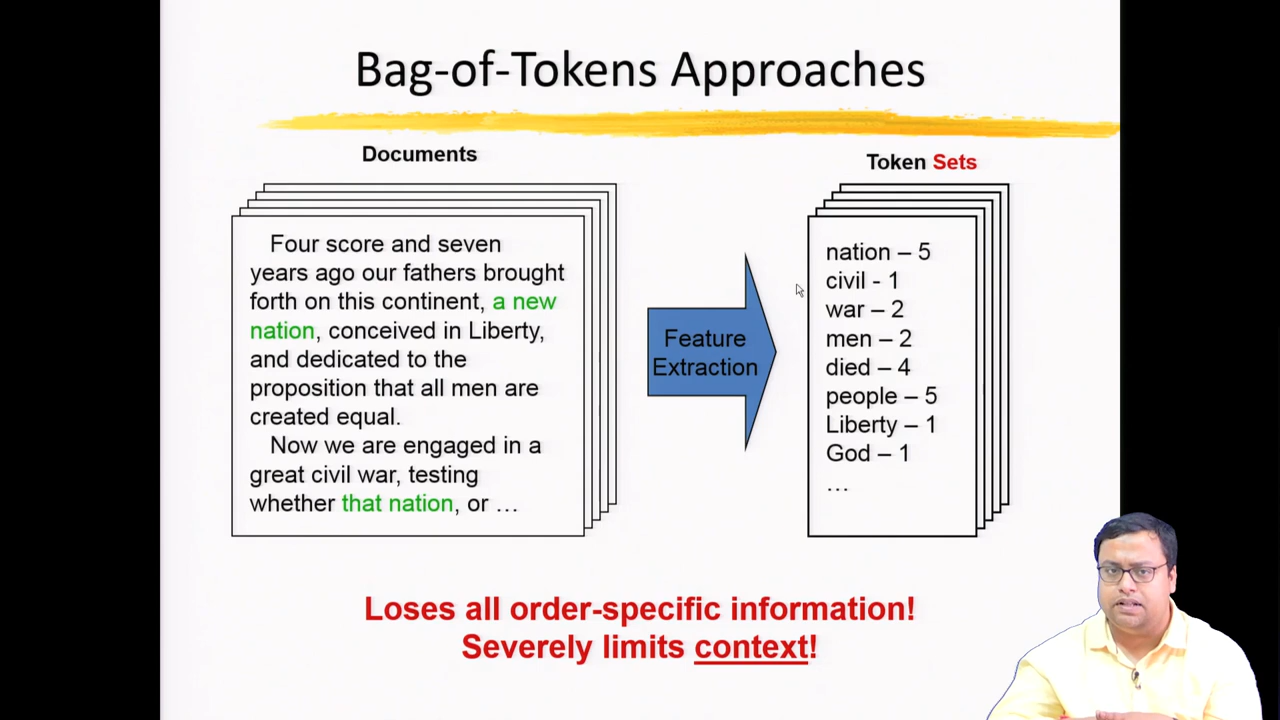 Bag-of-Tokens Approaches
Documents
Token Sets
Four score and seven
years ago our fathers brought
forth on this continent, a new
nation, conceived in Liberty,
and dedicated to the
proposition that all men are
created equal.
Now we are engaged in a
great civil war, testing
whether that nation, or …
Feature
Extraction
nation – 5
civil - 1
war – 2
men – 2
died – 4
people – 5
Liberty – 1
God – 1
…
Loses all order-specific information!
Severely limits context!